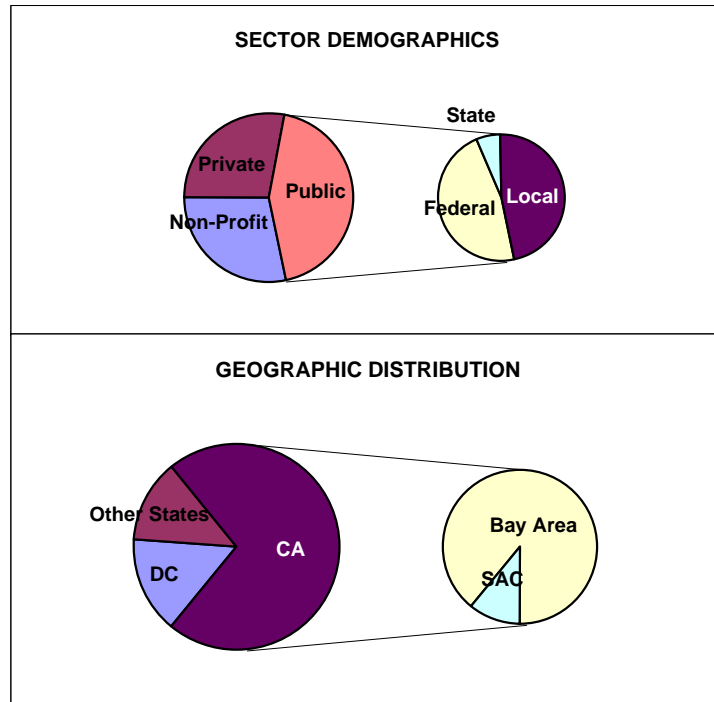 SECTOR DEMOGRAPHICS
State
Private
Public
Local
Federal
Non-Profit
GEOGRAPHIC DISTRIBUTION
Other States
Bay Area
CA
DC
SAC